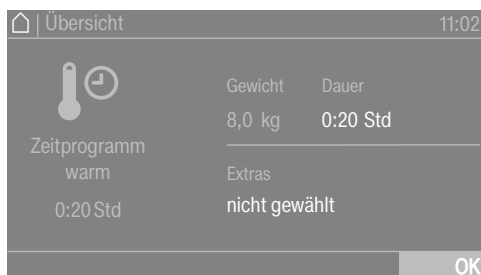 | Übersicht 11:02
Gewicht Dauer
8,0 kg 0:20 Std
Zeitprogramm
warm
0:20 Std
Extras
nicht gewählt
OK